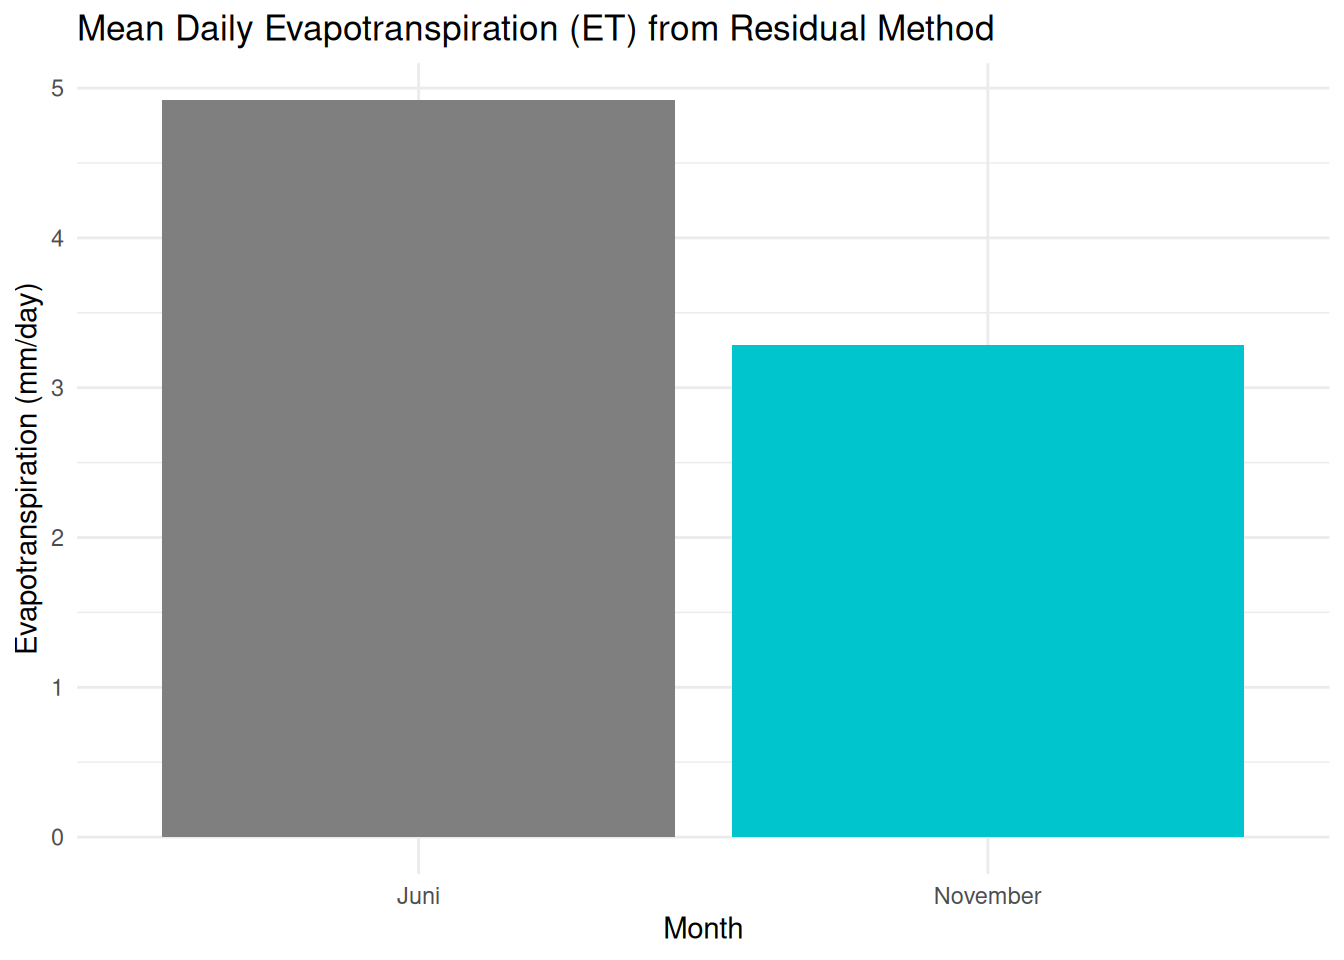 Mean Daily Evapotranspiration (ET) from Residual Method
Evapotranspiration (mm/day)
5
4
3
2
1
0
Juni
November
Month